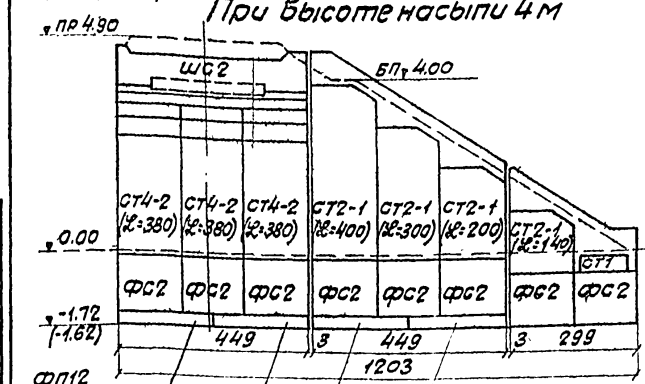 При высоте насыпи 4 м
ПР 4.90
ШС2
БП 4.00
СТ4-2 СТ4-2 СТ4-2 СТ2-1 СТ2-1 СТ2-1
(ℒ=380) (ℒ=380) (ℒ=380) (ℒ=400) (ℒ=300) (ℒ=200)
СТ2-1
(ℒ=140)
0.00
СТ1
ФС2 ФС2 ФС2 ФС2 ФС2 ФС2 ФС2 ФС2
-1.72
(-1.62)
449 3 449 3 299
1203
ФП12